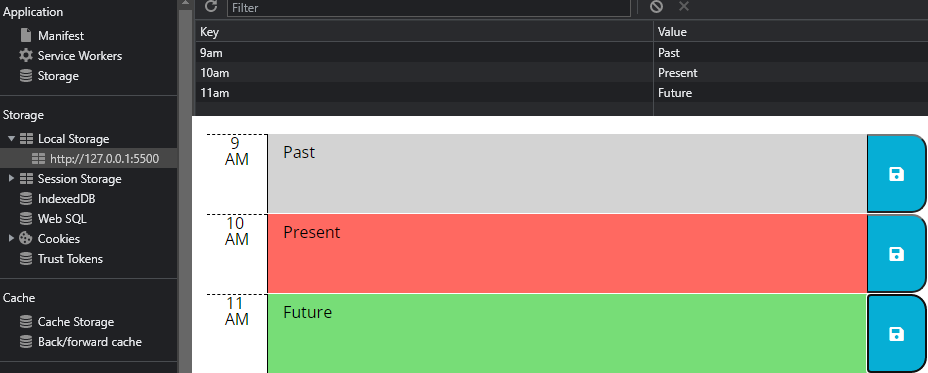 Application
Manifest
Service Workers
Storage
Storage
Local Storage
http://127.0.0.1:5500
Session Storage
IndexedDB
Web SQL
Cookies
Trust Tokens
Cache
Cache Storage
Back/forward cache
Filter
Key Value
9am Past
10am Present
11am Future
9
AM
Past
10
AM
Present
11
AM
Future